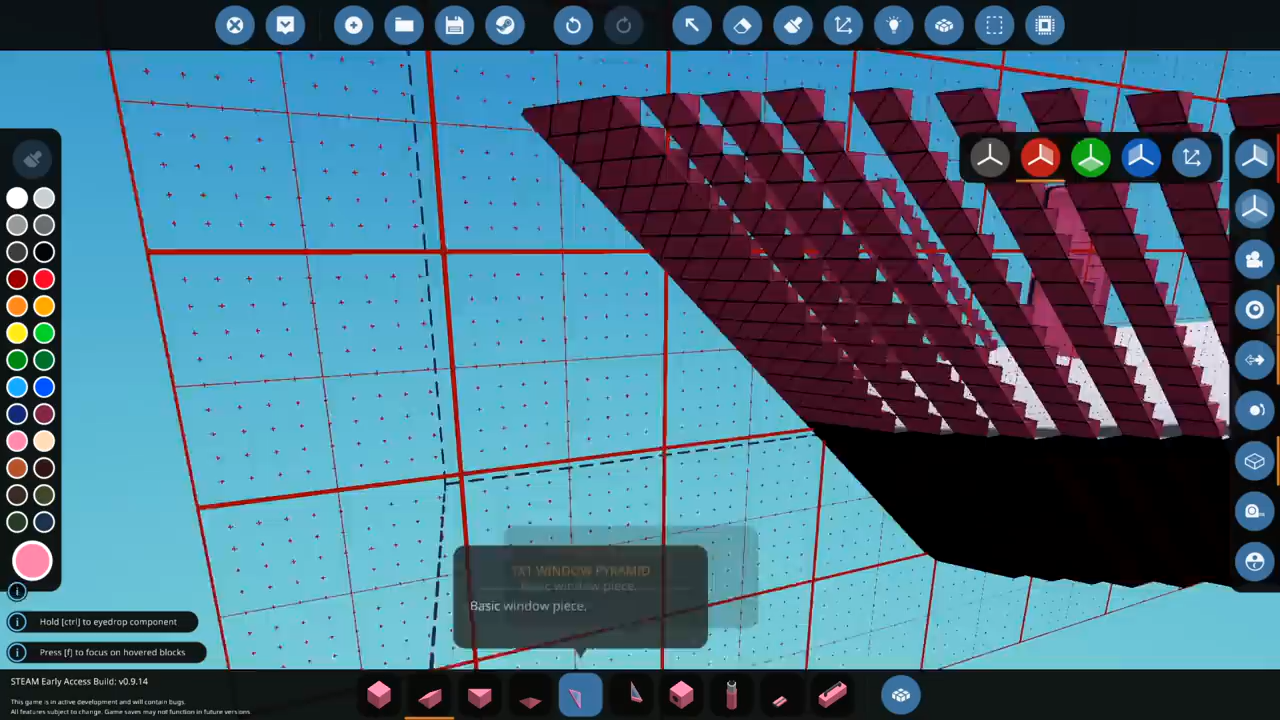 1X1 WINDOW PYRAMID
Basic window piece.
Basic window piece.
Hold [ctrl] to eyedrop component
Press [f] to focus on hovered blocks
STEAM Early Access Build: v0.9.14
This game is in active development and will contain bugs.
All features subject to change. Game saves may not function in future versions